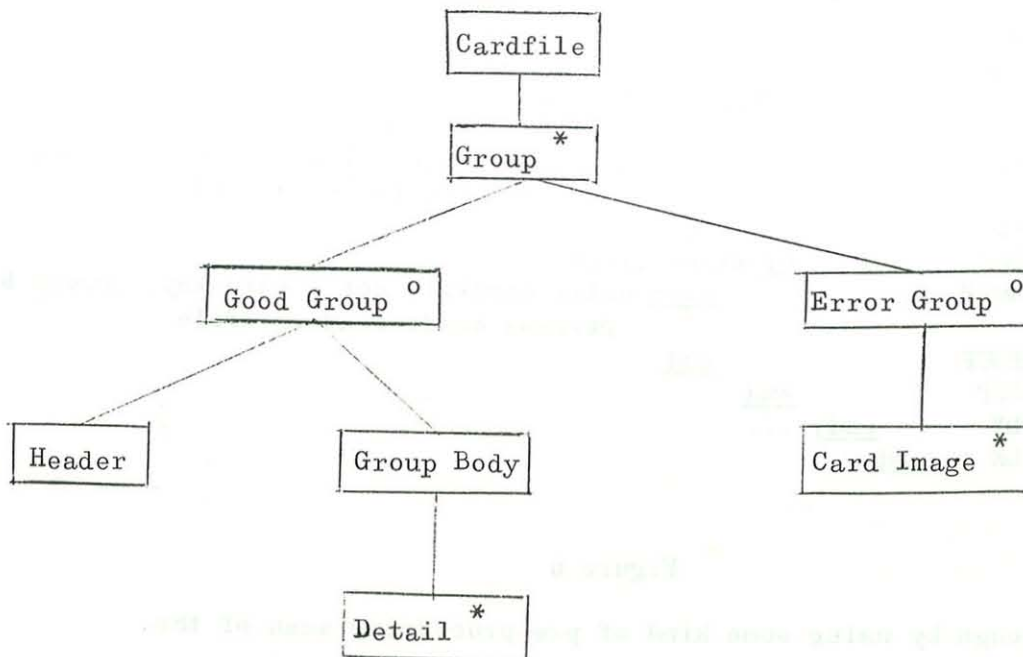 Cardfile
Group *
Good Group o
Error Group o
Header
Group Body
Card Image *
Detail *